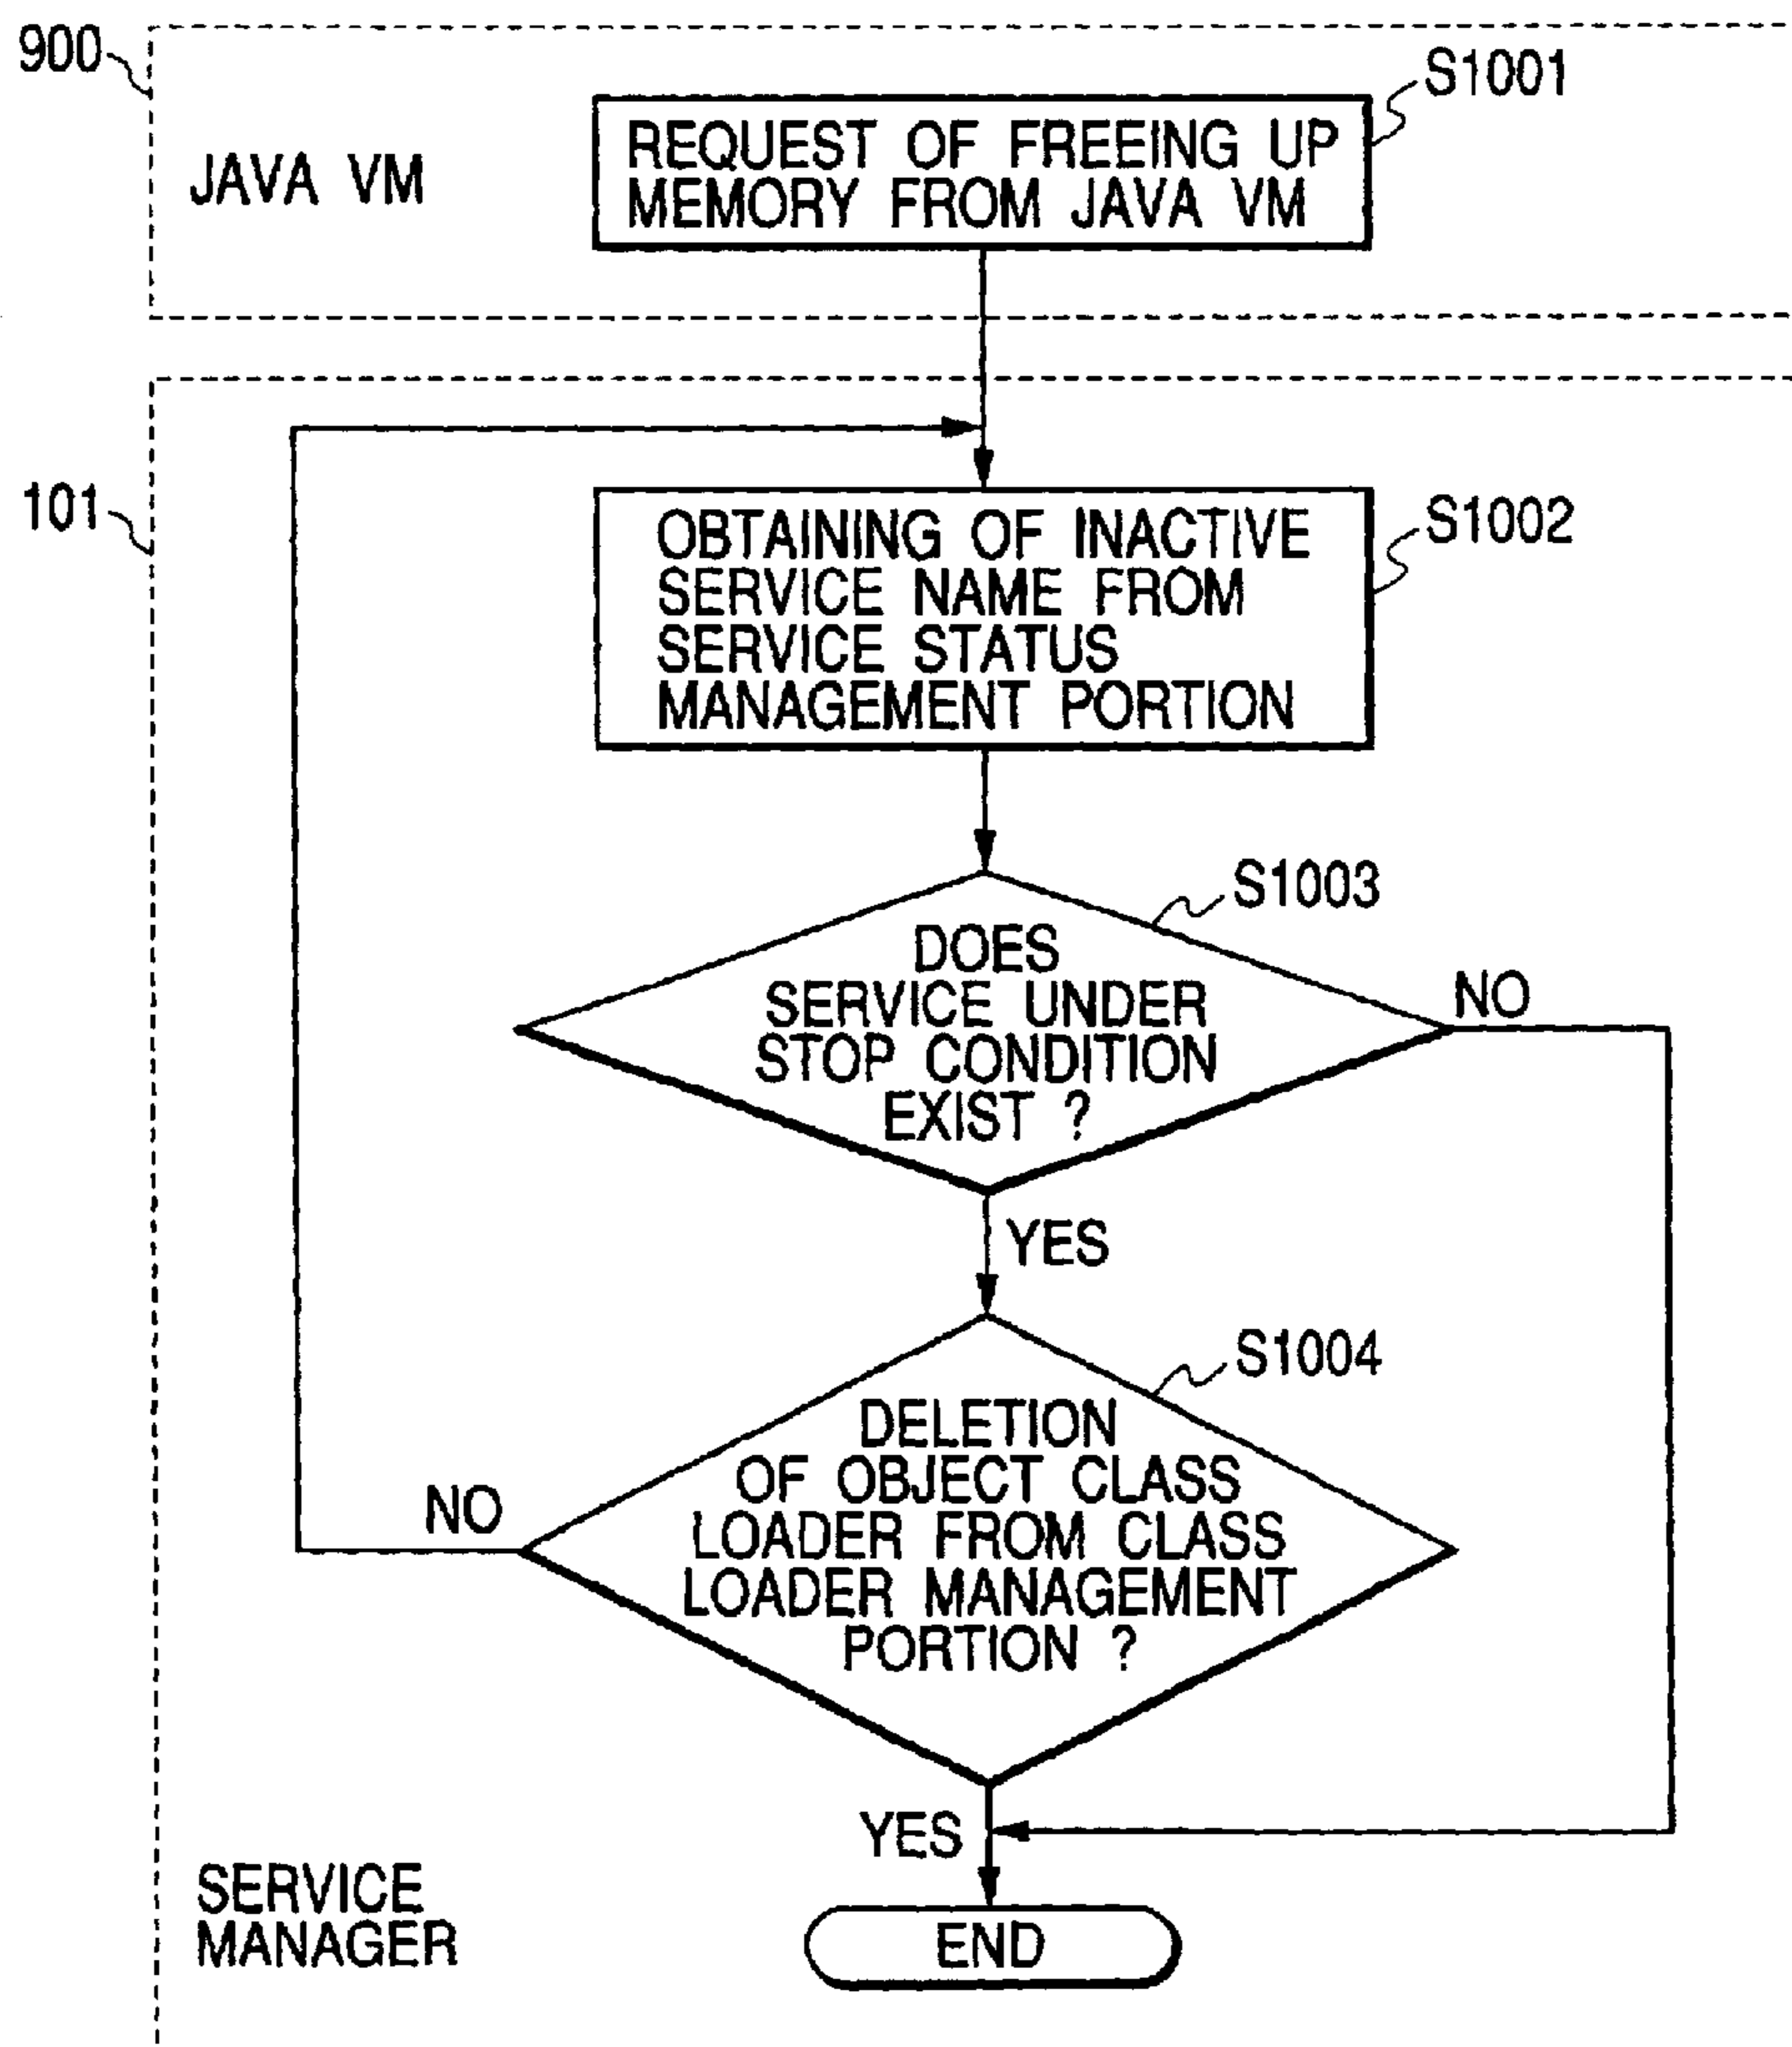 900
S1001
JAVA VM
REQUEST OF FREEING UP
MEMORY FROM JAVA VM
101
S1002
OBTAINING OF INACTIVE
SERVICE NAME FROM
SERVICE STATUS
MANAGEMENT PORTION
S1003
DOES
SERVICE UNDER
STOP CONDITION
EXIST ?
NO
YES
S1004
DELETION
OF OBJECT CLASS
LOADER FROM CLASS
LOADER MANAGEMENT
PORTION ?
NO
YES
SERVICE
MANAGER
END